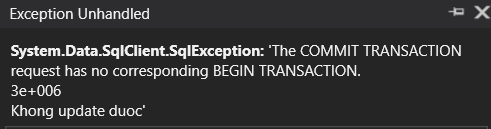 Exception Unhandled
System.Data.SqlClient.SqlException: 'The COMMIT TRANSACTION
request has no corresponding BEGIN TRANSACTION.
3e+006
Khong update duoc'